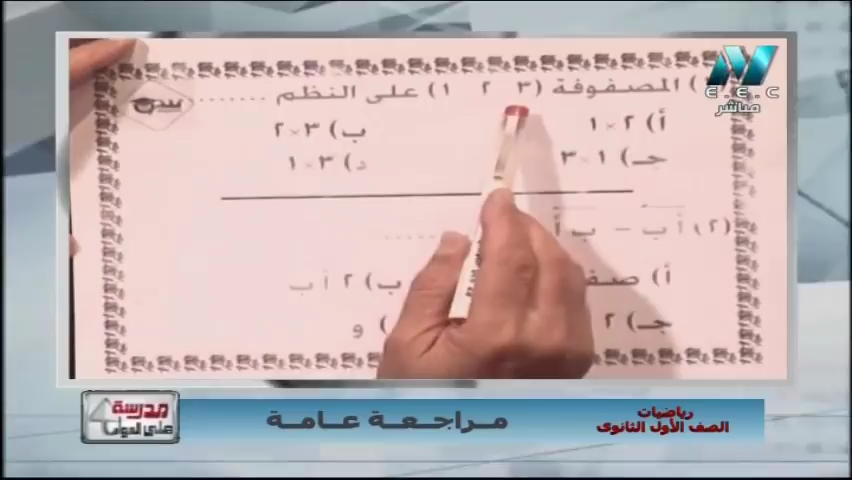 المصفوفة (٣ ٢ ١) على النظم .......
أ) ٢×١ ب) ٣×٢
جـ) ١×٣ د) ٣×١
(٢) أ ب − ب أ .......
أ) صف ب) ٢ أ ب
جـ) ٢ ) و
E.E.C
مباشر
مدرسة على الهواء
مراجعة عامة
رياضيات
الصف الأول الثانوى